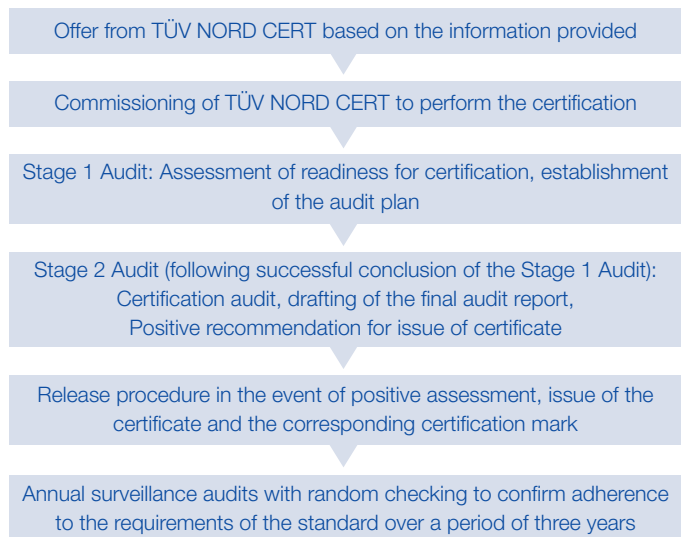 Offer from TÜV NORD CERT based on the information provided
Commissioning of TÜV NORD CERT to perform the certification
Stage 1 Audit: Assessment of readiness for certification, establishment
of the audit plan
Stage 2 Audit (following successful conclusion of the Stage 1 Audit):
Certification audit, drafting of the final audit report,
Positive recommendation for issue of certificate
Release procedure in the event of positive assessment, issue of the
certificate and the corresponding certification mark
Annual surveillance audits with random checking to confirm adherence
to the requirements of the standard over a period of three years